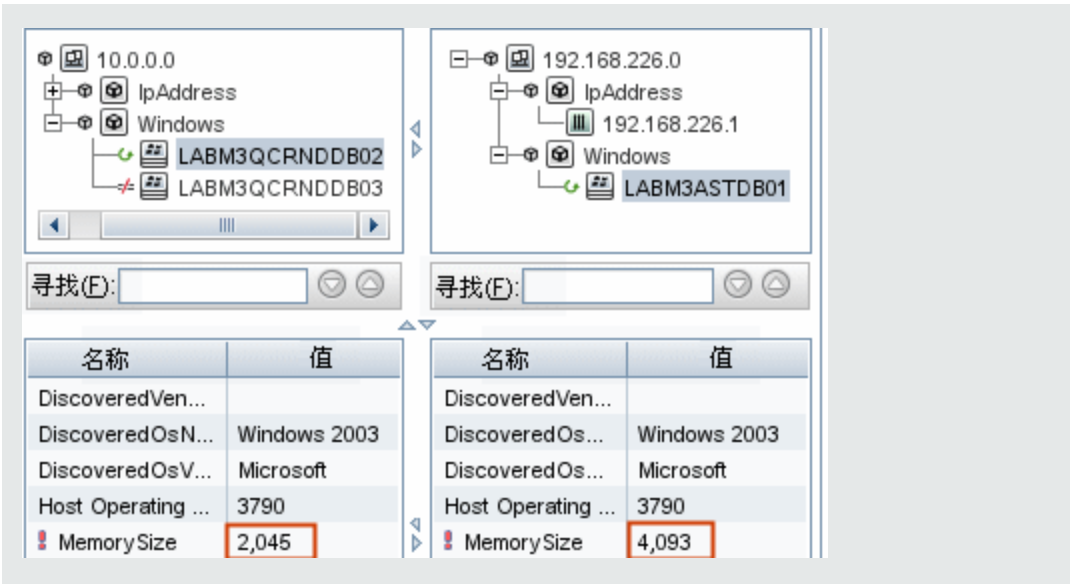 10.0.0.0
IpAddress
Windows
LABM3QCRNDDB02
LABM3QCRNDDB03
192.168.226.0
IpAddress
192.168.226.1
Windows
LABM3ASTDB01
寻找(F):
寻找(F):
名称 值
DiscoveredVen...
DiscoveredOsN... Windows 2003
DiscoveredOsV... Microsoft
Host Operating ... 3790
MemorySize 2,045
名称 值
DiscoveredVen...
DiscoveredOs... Windows 2003
DiscoveredOs... Microsoft
Host Operating ... 3790
MemorySize 4,093